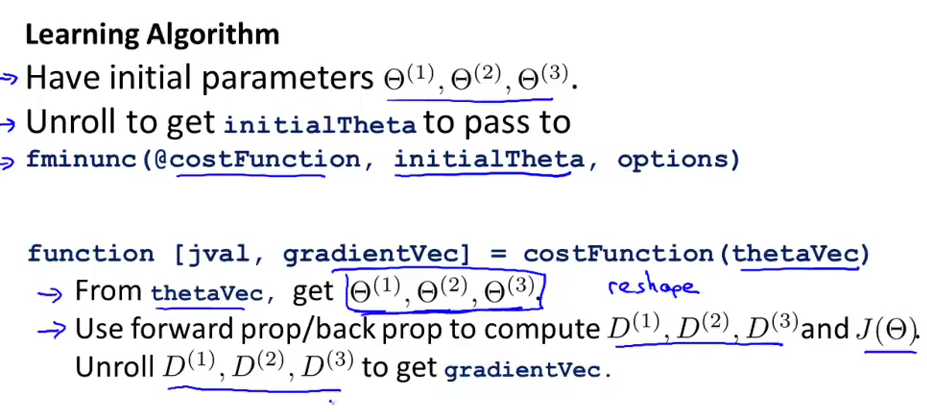 Learning Algorithm
→ Have initial parameters Θ⁽¹⁾, Θ⁽²⁾, Θ⁽³⁾.
→ Unroll to get initialTheta to pass to
→ fminunc(@costFunction, initialTheta, options)
function [jval, gradientVec] = costFunction(thetaVec)
→ From thetaVec, get Θ⁽¹⁾, Θ⁽²⁾, Θ⁽³⁾. reshape
→ Use forward prop/back prop to compute D⁽¹⁾, D⁽²⁾, D⁽³⁾ and J(Θ).
Unroll D⁽¹⁾, D⁽²⁾, D⁽³⁾ to get gradientVec.